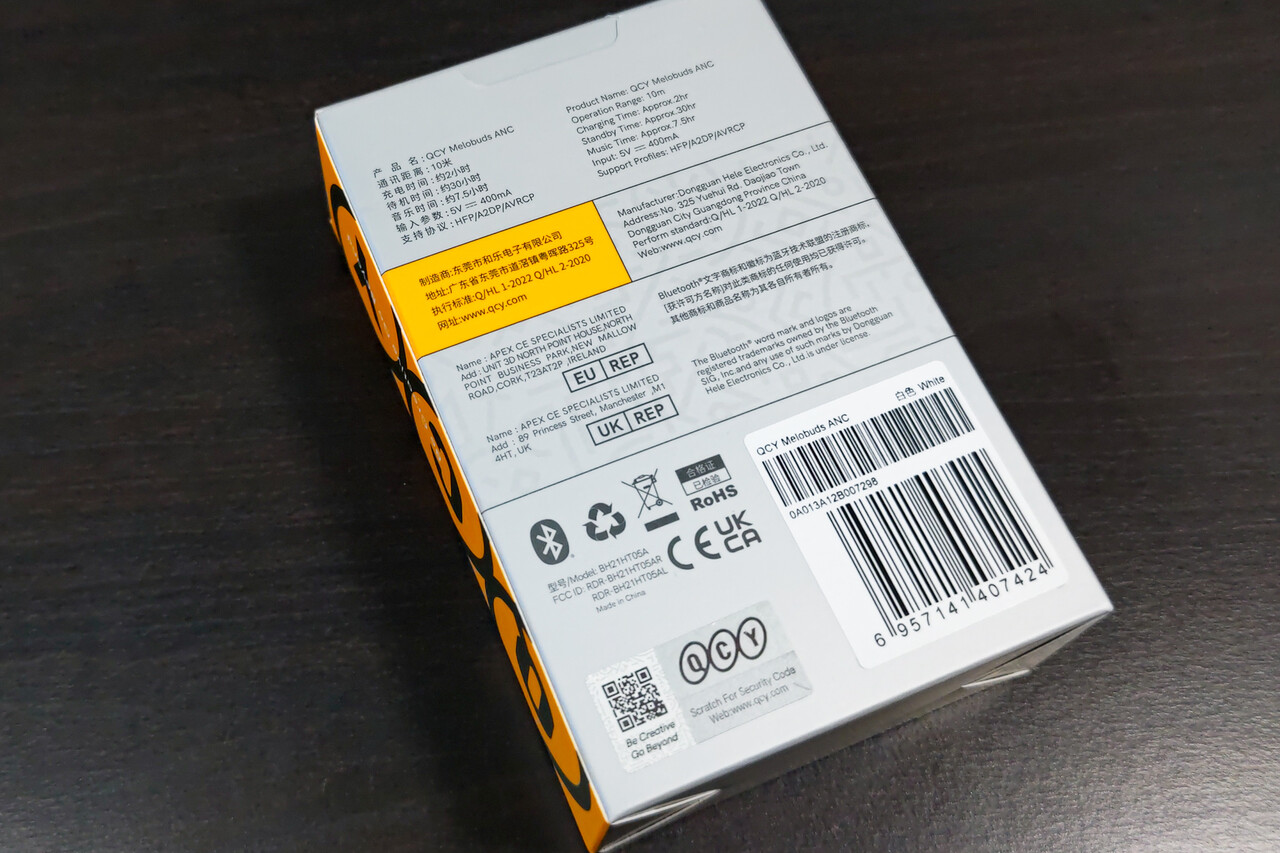 产 品 名 : QCY Melobuds ANC
通讯距离 : 10米
充电时间 : 约2小时
待机时间 : 约30小时
音乐时间 : 约7.5小时
输入参数 : 5V ⎓ 400mA
支持协议 : HFP/A2DP/AVRCP
Product Name: QCY Melobuds ANC
Operation Range: 10m
Charging Time: Approx.2hr
Standby Time: Approx.30hr
Music Time: Approx.7.5hr
Input: 5V ⎓ 400mA
Support Profiles: HFP/A2DP/AVRCP
制造商:东莞市和乐电子有限公司
地址:广东省东莞市道滘镇粤晖路325号
执行标准:Q/HL 1-2022 Q/HL 2-2020
网址:www.qcy.com
Manufacturer:Dongguan Hele Electronics Co., Ltd.
Address:No. 325 Yuehui Rd. Daojiao Town
Dongguan City Guangdong Province China
Perform standard:Q/HL 1-2022 Q/HL 2-2020
Web:www.qcy.com
Name : APEX CE SPECIALISTS LIMITED
Add : UNIT 3D NORTH POINT HOUSE,NORTH
POINT BUSINESS PARK,NEW MALLOW
ROAD,CORK,T23AT2P ,IRELAND
EU REP
Name : APEX CE SPECIALISTS LIMITED
Add : 89 Princess Street, Manchester ,M1
4HT, UK
UK REP
Bluetooth®文字商标和徽标为蓝牙技术联盟的注册商标,
[获许可方名称]对此类商标的任何使用均已获得许可。
其他商标和商品名称为其各自所有者所有。
The Bluetooth® word mark and logos are
registered trademarks owned by the Bluetooth
SIG, Inc.and any use of such marks by Dongguan
Hele Electronics Co., Ltd is under license.
合格证
已检验
RoHS
CE
UK
CA
型号/Model: BH21HT05A
FCC ID: RDR-BH21HT05AR
RDR-BH21HT05AL
Made in China
QCY Melobuds ANC 白色 White
0A013A12B007298
6 957141 407424
QCY
Scratch For Security Coda
Web:www.qcy.com
Be Creative
Go Beyond